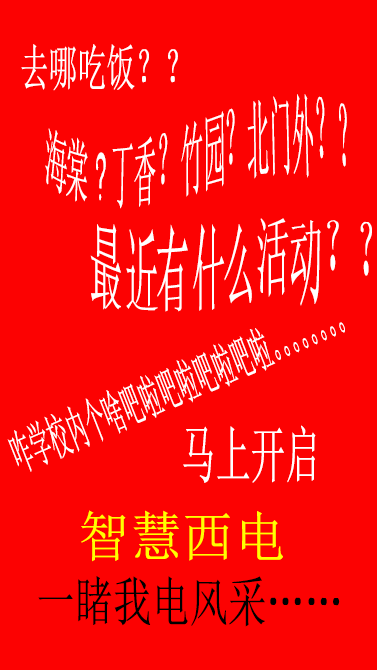 去哪吃饭？？
海棠？丁香？竹园？北门外？？
最近有什么活动？？
咋学校内个啥吧啦吧啦吧啦吧啦。。。。。。。。
马上开启
智慧西电
一睹我电风采……